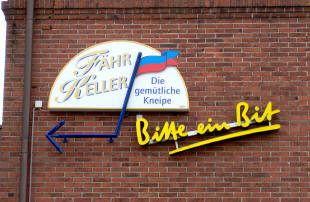 FÄHR
KELLER
Die
gemütliche
Kneipe
Bitte ein Bit